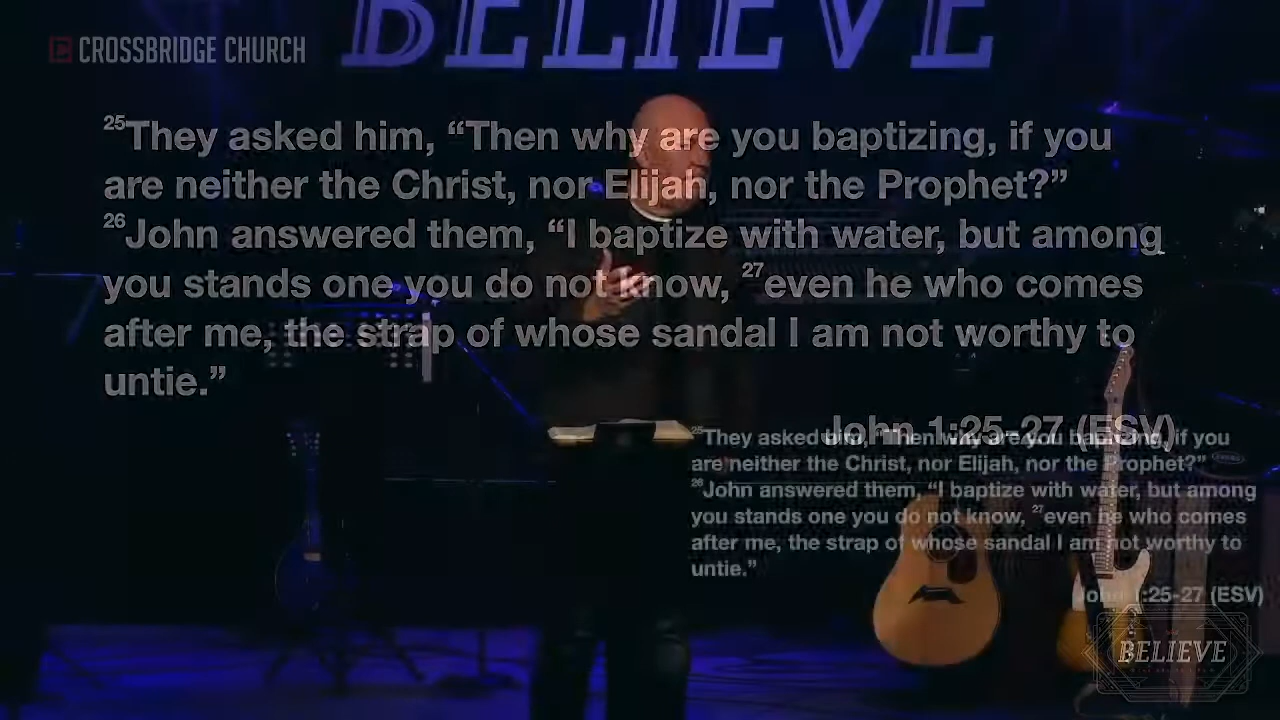 BELIEVE
CROSSBRIDGE CHURCH
25They asked him, “Then why are you baptizing, if you
are neither the Christ, nor Elijah, nor the Prophet?”
26John answered them, “I baptize with water, but among
you stands one you do not know, 27even he who comes
after me, the strap of whose sandal I am not worthy to
untie.”
John 1:25-27 (ESV)
25They asked him, “Then why are you baptizing, if you
are neither the Christ, nor Elijah, nor the Prophet?”
26John answered them, “I baptize with water, but among
you stands one you do not know, 27even he who comes
after me, the strap of whose sandal I am not worthy to
untie.”
John 1:25-27 (ESV)
BELIEVE